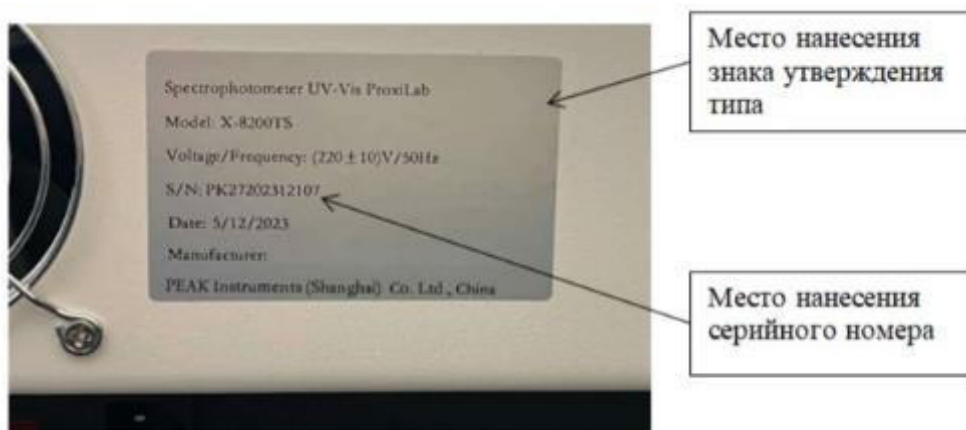 Место нанесения
знака утверждения
типа
Spectrophotometer UV-Vis ProxiLab
Model: X-8200TS
Voltage/Frequency: (220±10)V/50Hz
S/N: PK27202312107
Date: 5/12/2023
Manufacturer:
PEAK Instruments (Shanghai) Co. Ltd , China
Место нанесения
серийного номера